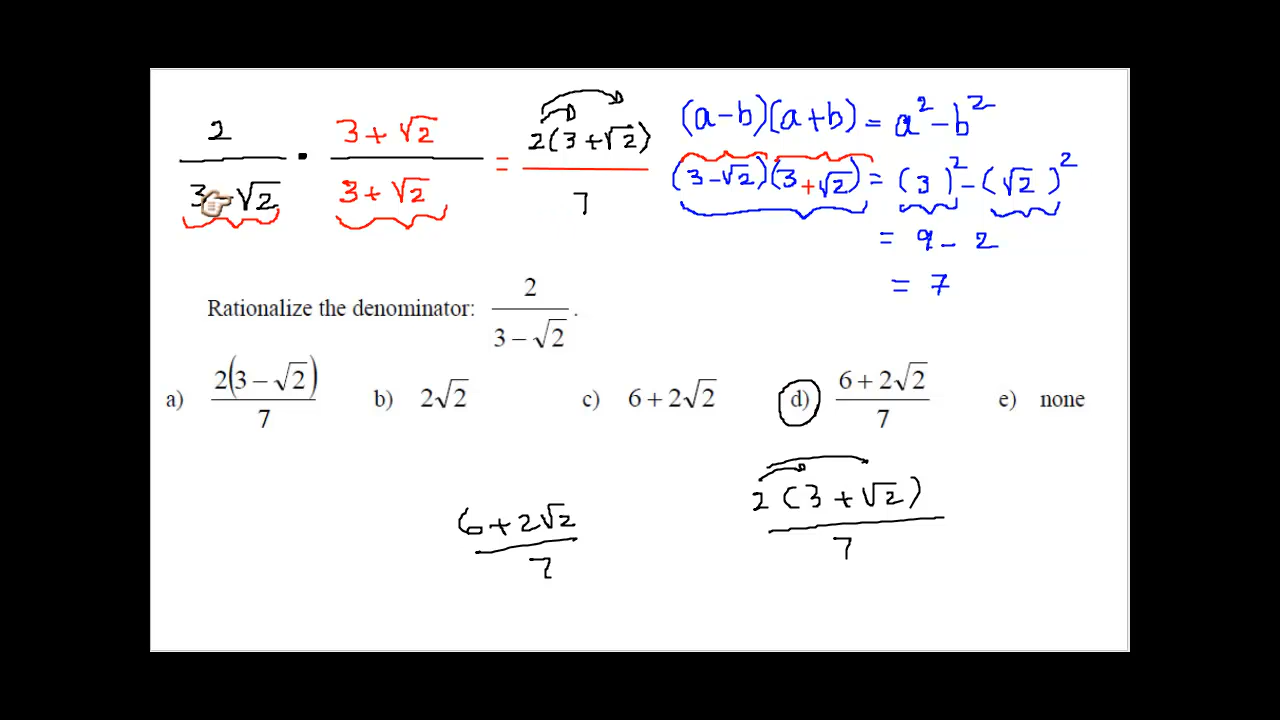 2/(3 - √2) · (3 + √2)/(3 + √2) = 2(3 + √2)/7
(a - b)(a + b) = a² - b²
(3 - √2)(3 + √2) = (3)² - (√2)²
= 9 - 2
= 7
Rationalize the denominator: 2/(3 - √2).
a) 2(3 - √2)/7 b) 2√2 c) 6 + 2√2 d) (6 + 2√2)/7 e) none
(6 + 2√2)/7
2(3 + √2)/7